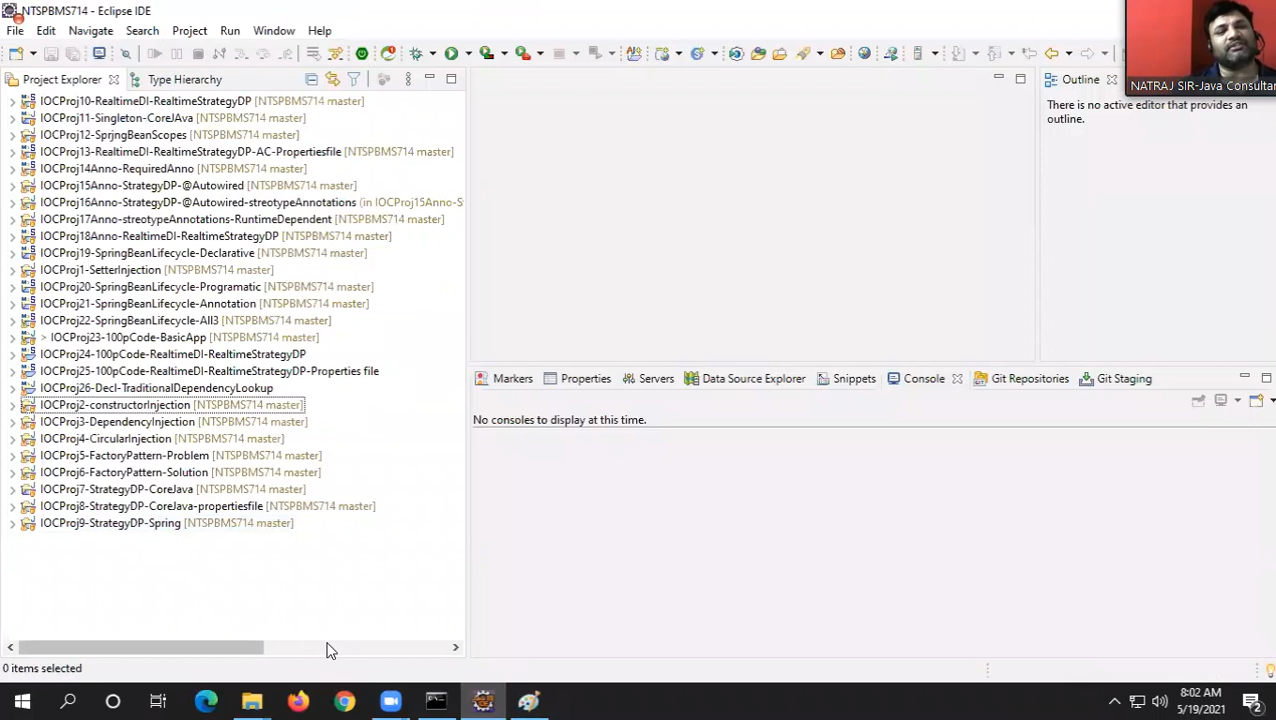 NTSPBMS714 - Eclipse IDE
File Edit Navigate Search Project Run Window Help
NATRAJ SIR-Java Consultan
Project Explorer Type Hierarchy
Outline
There is no active editor that provides an
outline.
IOCProj10-RealtimeDI-RealtimeStrategyDP [NTSPBMS714 master]
IOCProj11-Singleton-CoreJAva [NTSPBMS714 master]
IOCProj12-SprjngBeanScopes [NTSPBMS714 master]
IOCProj13-RealtimeDI-RealtimeStrategyDP-AC-Propertiesfile [NTSPBMS714 master]
IOCProj14Anno-RequiredAnno [NTSPBMS714 master]
IOCProj15Anno-StrategyDP-@Autowired [NTSPBMS714 master]
IOCProj16Anno-StrategyDP-@Autowired-streotypeAnnotations (in IOCProj15Anno-S
IOCProj17Anno-streotypeAnnotations-RuntimeDependent [NTSPBMS714 master]
IOCProj18Anno-RealtimeDI-RealtimeStrategyDP [NTSPBMS714 master]
IOCProj19-SpringBeanLifecycle-Declarative [NTSPBMS714 master]
IOCProj1-SetterInjection [NTSPBMS714 master]
IOCProj20-SpringBeanLifecycle-Programatic [NTSPBMS714 master]
IOCProj21-SpringBeanLifecycle-Annotation [NTSPBMS714 master]
IOCProj22-SpringBeanLifecycle-All3 [NTSPBMS714 master]
> IOCProj23-100pCode-BasicApp [NTSPBMS714 master]
IOCProj24-100pCode-RealtimeDI-RealtimeStrategyDP
IOCProj25-100pCode-RealtimeDI-RealtimeStrategyDP-Properties file
IOCProj26-Decl-TraditionalDependencyLookup
IOCProj2-constructorInjection [NTSPBMS714 master]
IOCProj3-DependencyInjection [NTSPBMS714 master]
IOCProj4-CircularInjection [NTSPBMS714 master]
IOCProj5-FactoryPattern-Problem [NTSPBMS714 master]
IOCProj6-FactoryPattern-Solution [NTSPBMS714 master]
IOCProj7-StrategyDP-CoreJava [NTSPBMS714 master]
IOCProj8-StrategyDP-CoreJava-propertiesfile [NTSPBMS714 master]
IOCProj9-StrategyDP-Spring [NTSPBMS714 master]
Markers Properties Servers Data Source Explorer Snippets Console Git Repositories Git Staging
No consoles to display at this time.
0 items selected
8:02 AM
5/19/2021
2